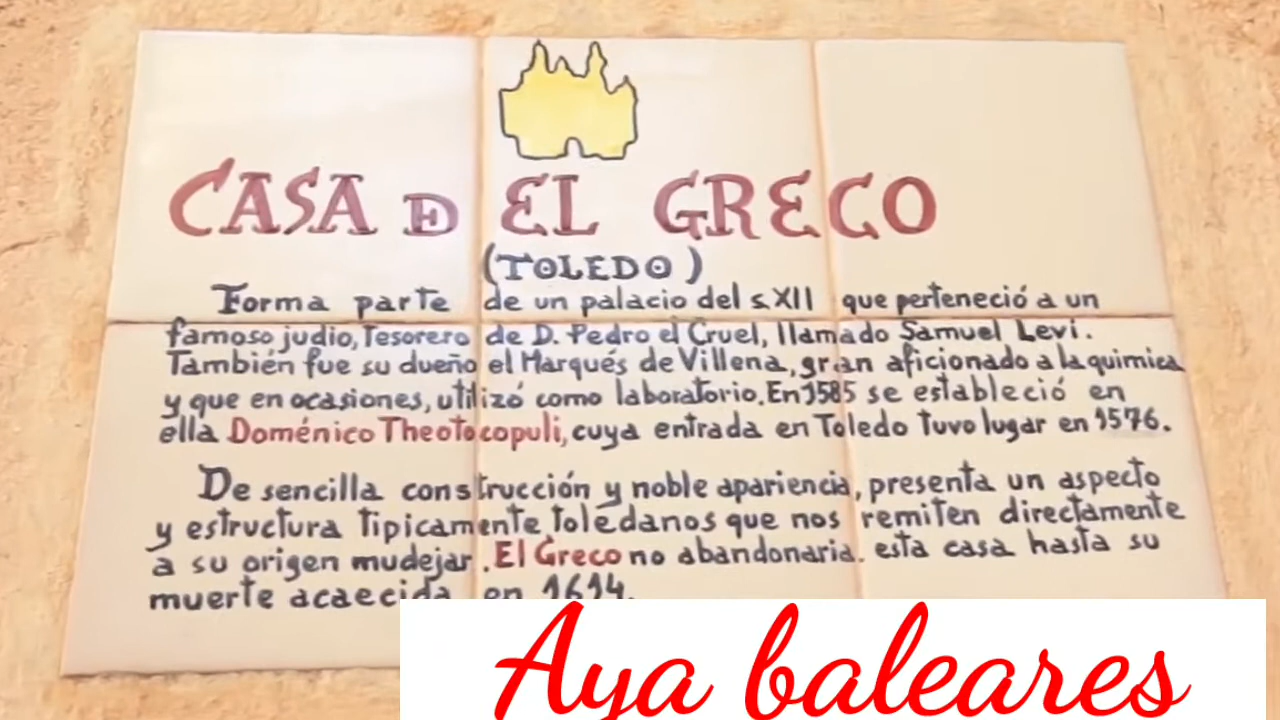 CASA DE EL GRECO
(TOLEDO)
Forma parte de un palacio del s.XII que perteneció a un
famoso judio, Tesorero de D. Pedro el Cruel, llamado Samuel Levi.
También fue su dueño el Marqués de Villena, gran aficionado a la quimica
y que en ocasiones, utilizó como laboratorio. En 1585 se estableció en
ella Doménico Theotocopuli, cuya entrada en Toledo tuvo lugar en 1576.
De sencilla construcción y noble apariencia, presenta un aspecto
y estructura tipicamente toledanos que nos remiten directamente
a su origen mudejar. El Greco no abandonaria esta casa hasta su
muerte acaecida en 1614.
Aya baleares